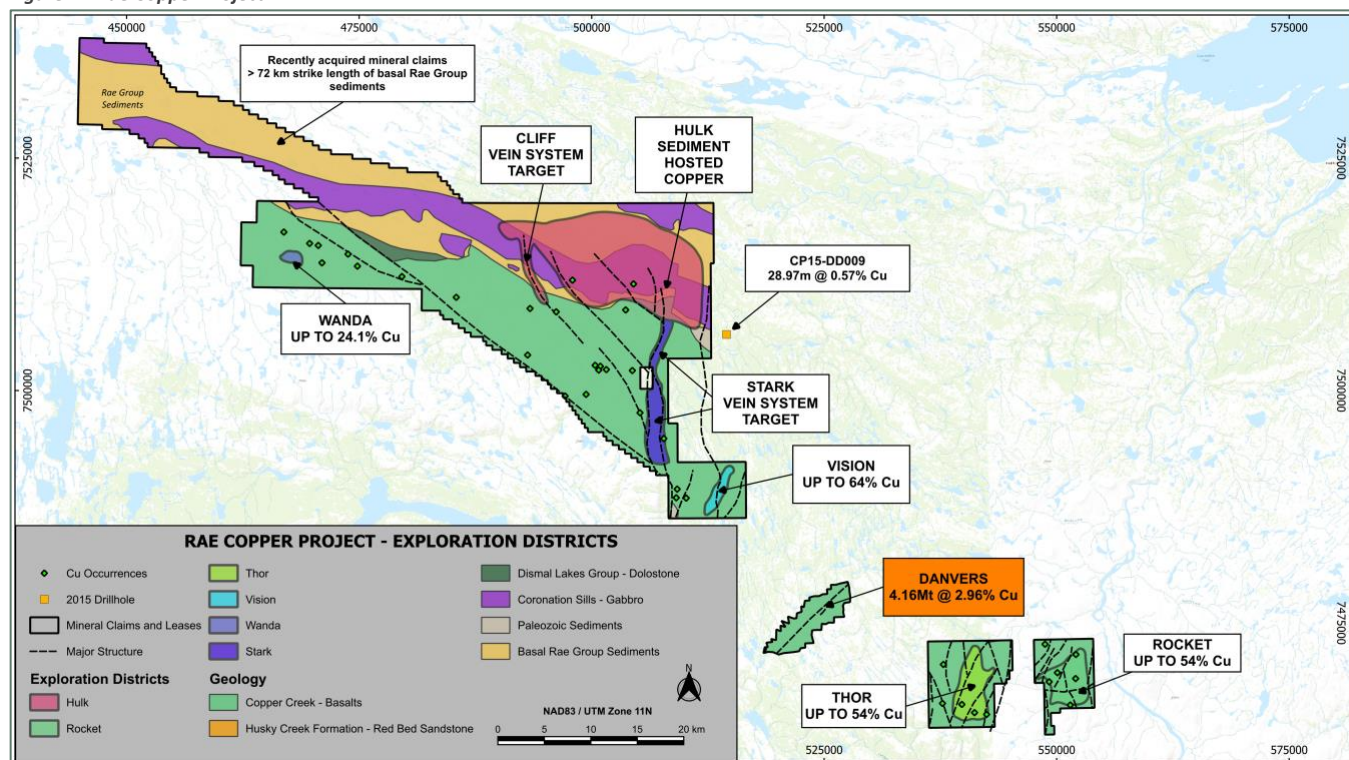 450000
475000
500000
525000
550000
575000
7525000
7525000
7500000
7500000
7475000
525000
550000
575000
Rae Group
Sediments
Recently acquired mineral claims
> 72 km strike length of basal Rae Group
sediments
CLIFF
VEIN SYSTEM
TARGET
HULK
SEDIMENT
HOSTED
COPPER
CP15-DD009
28.97m @ 0.57% Cu
WANDA
UP TO 24.1% Cu
STARK
VEIN SYSTEM
TARGET
VISION
UP TO 64% Cu
DANVERS
4.16Mt @ 2.96% Cu
THOR
UP TO 54% Cu
ROCKET
UP TO 54% Cu
RAE COPPER PROJECT - EXPLORATION DISTRICTS
Cu Occurrences
2015 Drillhole
Mineral Claims and Leases
Major Structure
Exploration Districts
Hulk
Rocket
Thor
Vision
Wanda
Stark
Geology
Copper Creek - Basalts
Husky Creek Formation - Red Bed Sandstone
Dismal Lakes Group - Dolostone
Coronation Sills - Gabbro
Paleozoic Sediments
Basal Rae Group Sediments
N
NAD83 / UTM Zone 11N
0 5 10 15 20 km